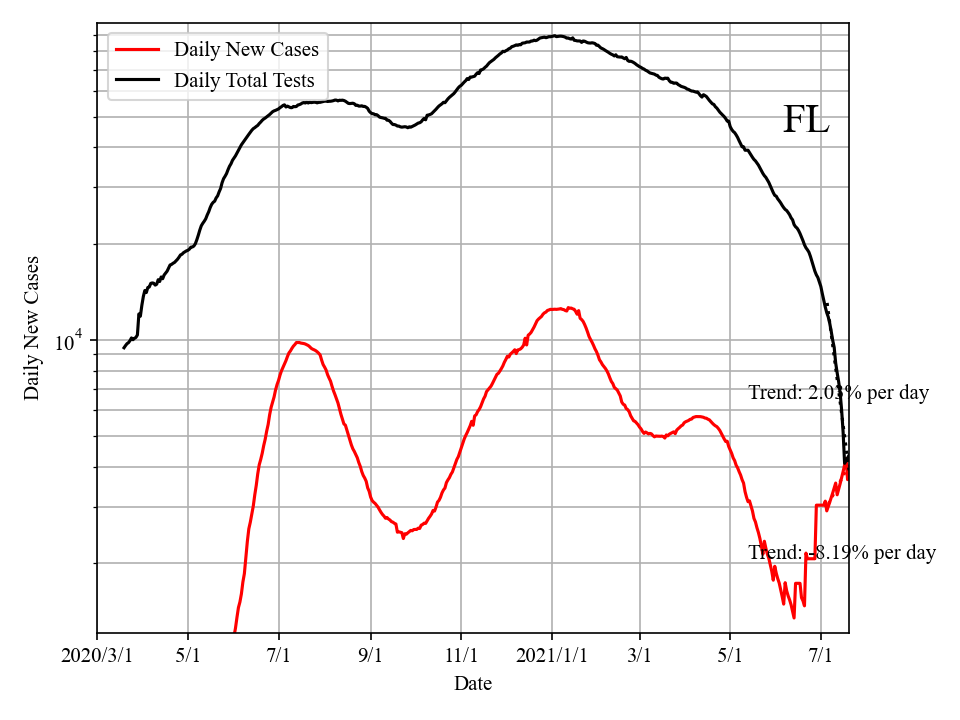 Daily New Cases
Daily Total Tests
FL
Daily New Cases
10^4
Trend: 2.03% per day
Trend: -8.19% per day
2020/3/1 5/1 7/1 9/1 11/1 2021/1/1 3/1 5/1 7/1
Date